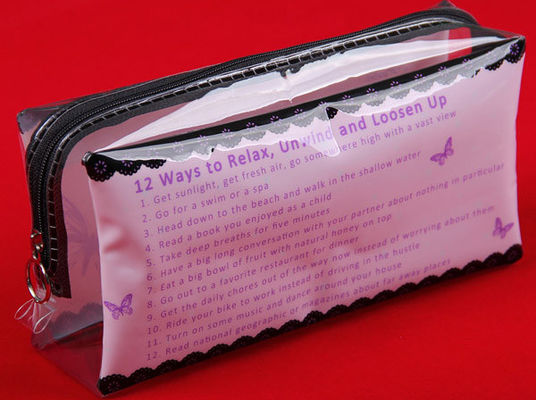 12 Ways to Relax, Unwind and Loosen Up
1. Get sunlight, get fresh air, go somewhere high with a vast view
2. Go for a swim or a spa
3. Head down to the beach and walk in the shallow water
4. Read a book you enjoyed as a child
5. Take deep breaths for five minutes
6. Have a big long conversation with your partner about nothing in particular
7. Eat a big bowl of fruit with natural honey on top
8. Go out to a favorite restaurant for dinner
9. Get the daily chores out of the way now instead of worrying about them
10. Ride your bike to work instead of driving in the hustle
11. Turn on some music and dance around your house
12. Read national geographic or magazines about far away places